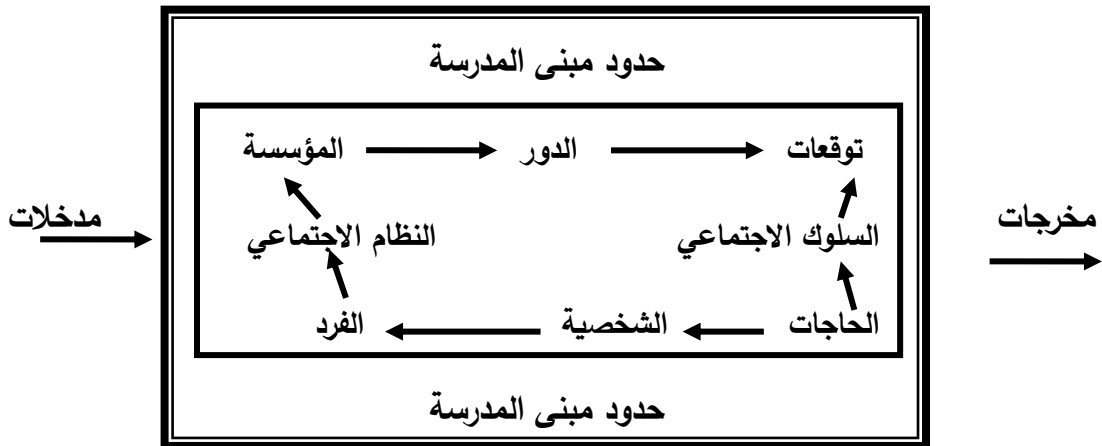 حدود مبنى المدرسة
المؤسسة الدور توقعات
مدخلات النظام الاجتماعي السلوك الاجتماعي مخرجات
الفرد الشخصية الحاجات
حدود مبنى المدرسة